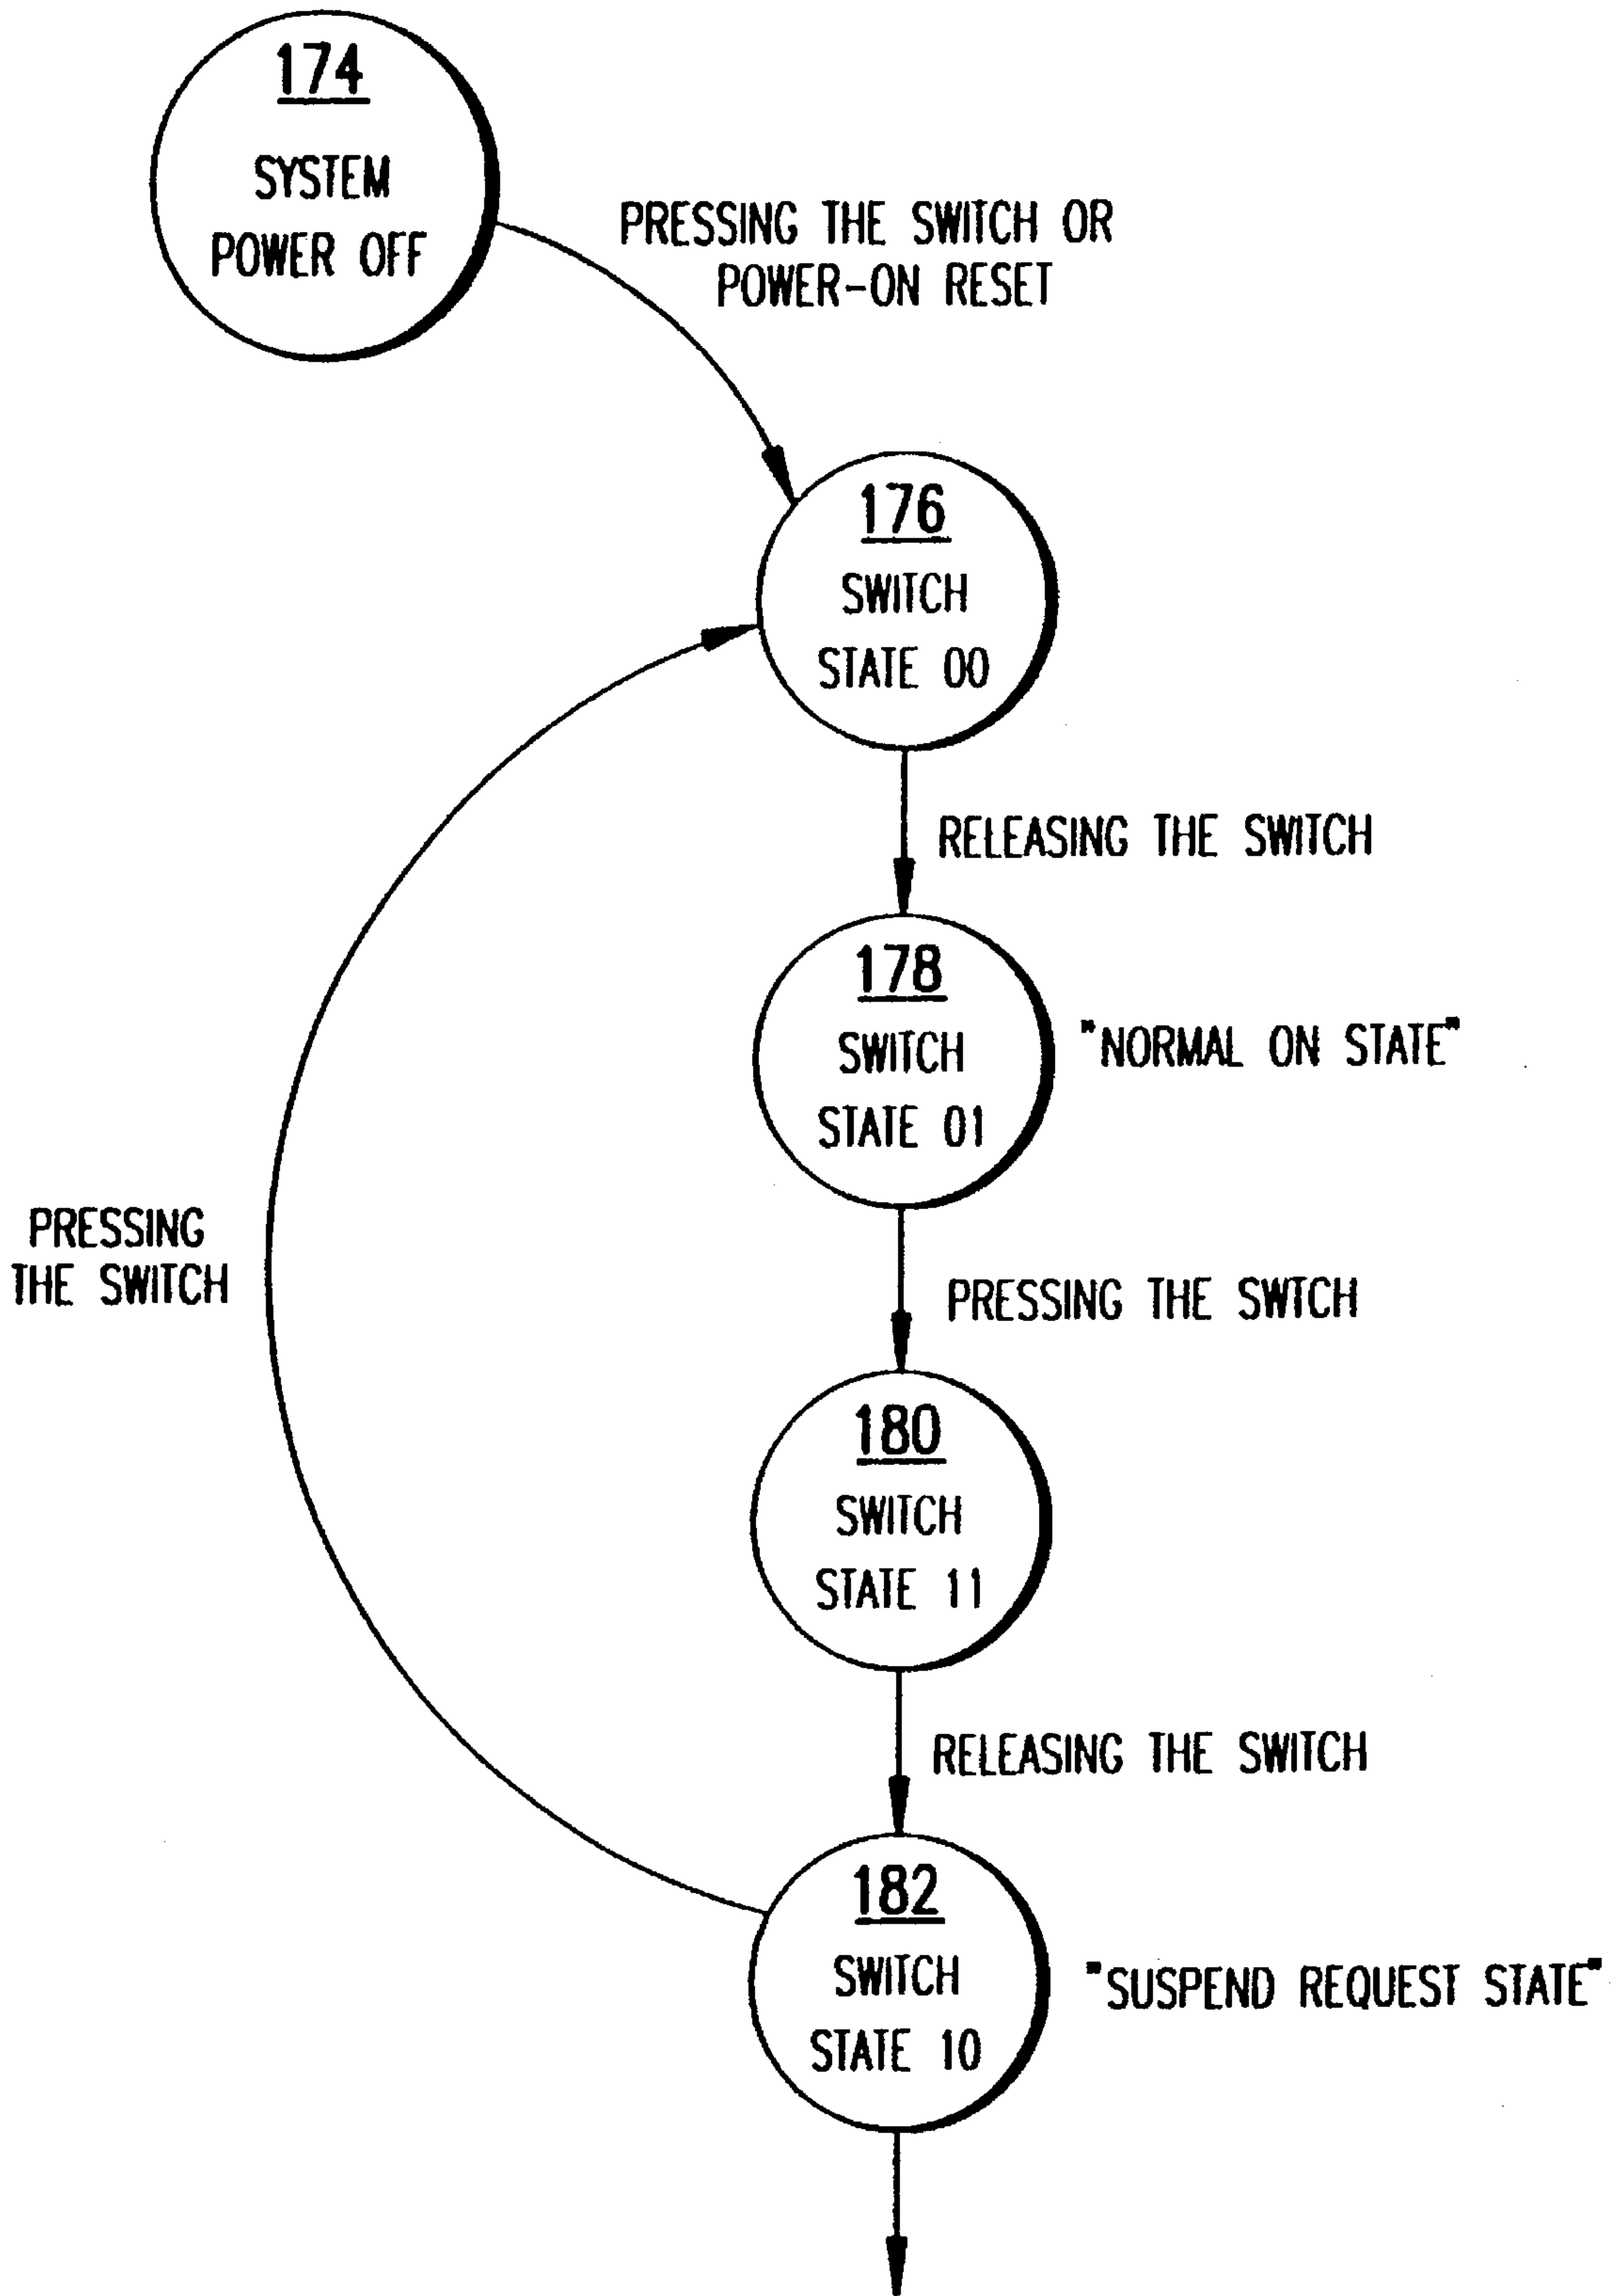 174
SYSTEM
POWER OFF
PRESSING THE SWITCH OR
POWER-ON RESET
176
SWITCH
STATE 00
RELEASING THE SWITCH
178
SWITCH
STATE 01
"NORMAL ON STATE"
PRESSING
THE SWITCH
PRESSING THE SWTCH
180
SWITCH
STATE 11
RELEASING THE SWITCH
182
SWITCH
STATE 10
"SUSPEND REQUEST STATE"